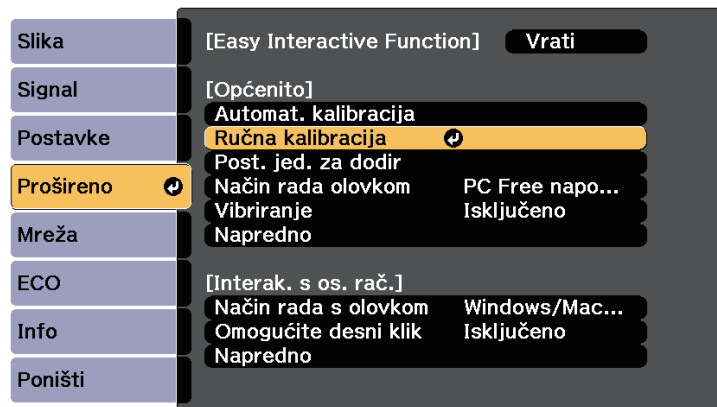 Slika
Signal
Postavke
Prošireno
Mreža
ECO
Info
Poništi
[Easy Interactive Function] Vrati
[Općenito]
Automat. kalibracija
Ručna kalibracija
Post. jed. za dodir
Način rada olovkom PC Free napo...
Vibriranje Isključeno
Napredno
[Interak. s os. rač.]
Način rada s olovkom Windows/Mac...
Omogućite desni klik Isključeno
Napredno